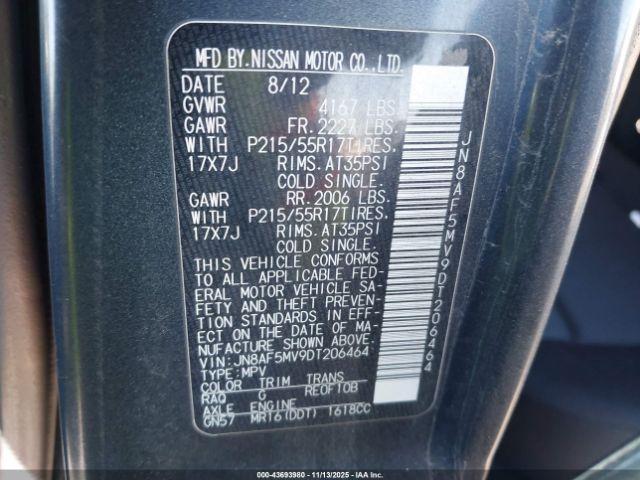 MFD BY.NISSAN MOTOR CO.,LTD.
DATE 8/12
GVWR 4167 LBS.
GAWR FR.2227 LBS.
WITH P215/55R17TIRES.
17X7J RIMS.AT35PSI
COLD SINGLE.
GAWR RR.2006 LBS.
WITH P215/55R17TIRES.
17X7J RIMS.AT35PSI
COLD SINGLE.
THIS VEHICLE CONFORMS
TO ALL APPLICABLE FED-
ERAL MOTOR VEHICLE SA-
FETY AND THEFT PREVEN-
TION STANDARDS IN EFF-
ECT ON THE DATE OF MA-
NUFACTURE SHOWN ABOVE.
VIN:JN8AF5MV9DT206464
TYPE:MPV
COLOR TRIM TRANS
RAQ G RE0F10B
AXLE ENGINE
GN57 MR16(DDT) 1618CC
JN8AF5MV9DT206464
© IAA 43693980 11/13/2025 IAAI.COM